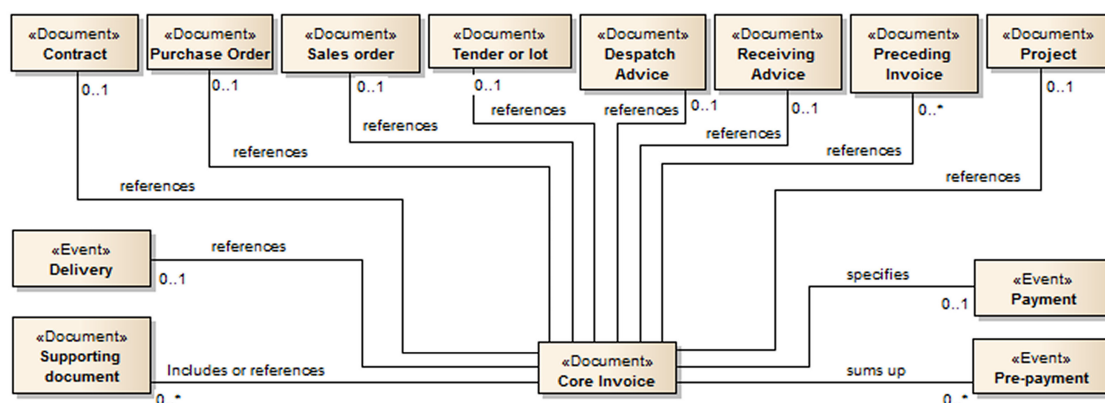 «Document»
Contract
«Document»
Purchase Order
«Document»
Sales order
«Document»
Tender or lot
«Document»
Despatch
Advice
«Document»
Receiving
Advice
«Document»
Preceding
Invoice
«Document»
Project
0..1
0..1
0..1
0..1
0..1
0..1
0..*
0..1
references
references
references
references
references
references
references
references
«Event»
Delivery
references
0..1
specifies
0..1
«Event»
Payment
«Document»
Supporting
document
Includes or references
0..*
«Document»
Core Invoice
sums up
0..*
«Event»
Pre-payment